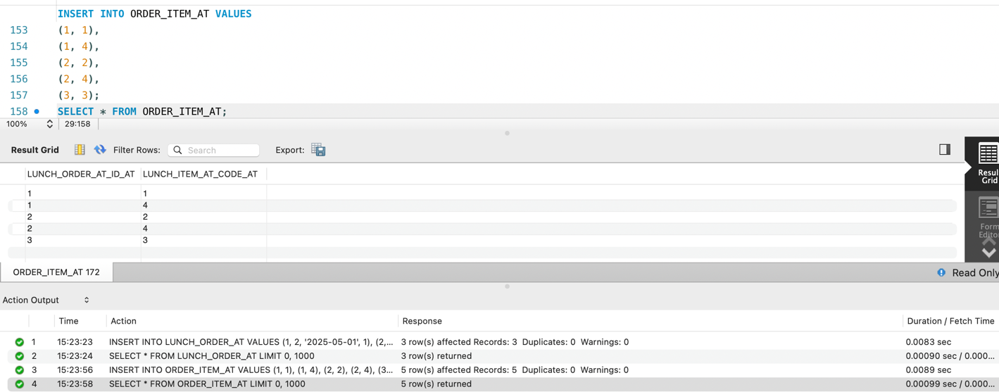 INSERT INTO ORDER_ITEM_AT VALUES
153 (1, 1),
154 (1, 4),
155 (2, 2),
156 (2, 4),
157 (3, 3);
158 SELECT * FROM ORDER_ITEM_AT;
100% 29:158
Result Grid Filter Rows: Search Export:
Result
Grid
LUNCH_ORDER_AT_ID_AT LUNCH_ITEM_AT_CODE_AT
1 1
1 4
2 2
2 4
3 3
Form
Editor
ORDER_ITEM_AT 172 Read Only
Action Output
Time Action Response Duration / Fetch Time
1 15:23:23 INSERT INTO LUNCH_ORDER_AT VALUES (1, 2, '2025-05-01', 1), (2,... 3 row(s) affected Records: 3 Duplicates: 0 Warnings: 0 0.0083 sec
2 15:23:24 SELECT * FROM LUNCH_ORDER_AT LIMIT 0, 1000 3 row(s) returned 0.00090 sec / 0.000...
3 15:23:56 INSERT INTO ORDER_ITEM_AT VALUES (1, 1), (1, 4), (2, 2), (2, 4), (3... 5 row(s) affected Records: 5 Duplicates: 0 Warnings: 0 0.0089 sec
4 15:23:58 SELECT * FROM ORDER_ITEM_AT LIMIT 0, 1000 5 row(s) returned 0.00099 sec / 0.000...